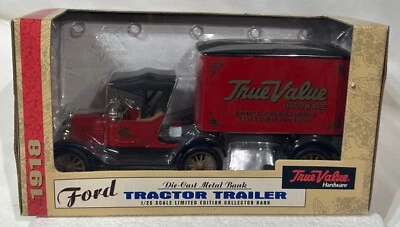 True Value
HARDWARE
1918
Ford
Die-Cast Metal Bank
TRACTOR TRAILER
1/25 SCALE LIMITED EDITION COLLECTOR BANK
True Value
Hardware